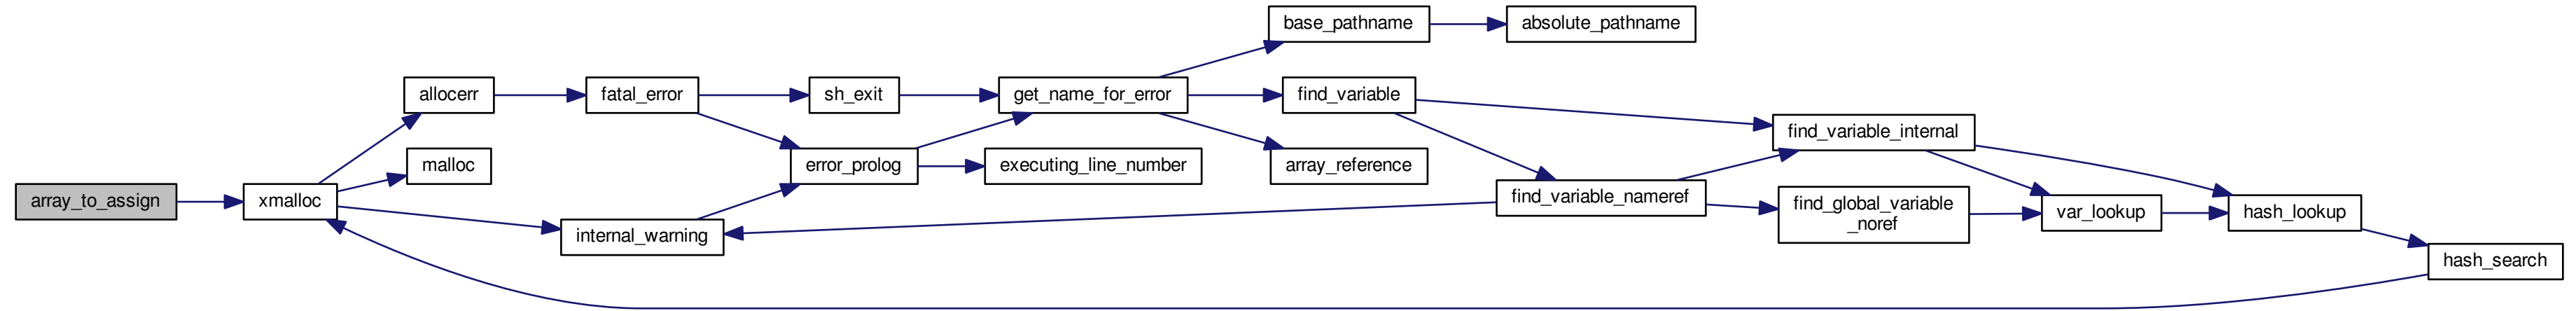 base_pathname
absolute_pathname
allocerr
fatal_error
sh_exit
get_name_for_error
find_variable
find_variable_internal
malloc
error_prolog
executing_line_number
array_reference
array_to_assign
xmalloc
find_variable_nameref
find_global_variable
_noref
var_lookup
hash_lookup
internal_warning
hash_search